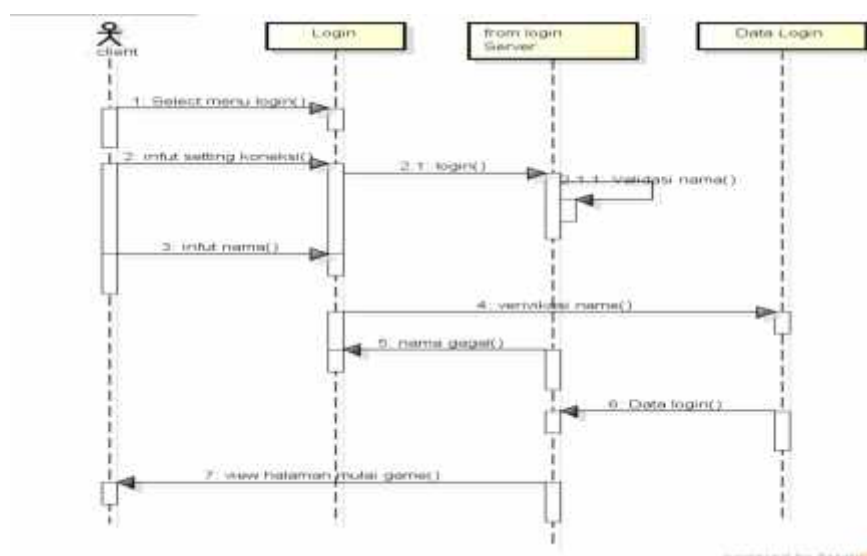 client
Login
from login
Server
Data Login
1: Select menu login()
2: infut setting koneksi()
2.1: login()
2.1.1: Validasi nama()
3: infut nama()
4: verivikasi name()
5: nama gagal()
6: Data login()
7: view halaman mulai game()